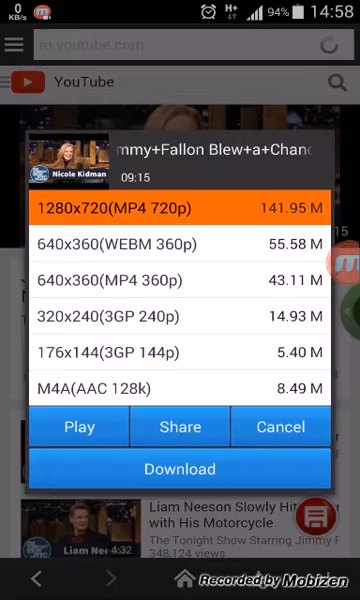 0
KB/s
H+
94%
14:58
m.youtube.com
YouTube
Nicole Kidman
mmy+Fallon Blew+a+Chanc
09:15
1280x720(MP4 720p) 141.95 M
640x360(WEBM 360p) 55.58 M
640x360(MP4 360p) 43.11 M
320x240(3GP 240p) 14.93 M
176x144(3GP 144p) 5.40 M
M4A(AAC 128k) 8.49 M
Play Share Cancel
Download
Liam Neeson Slowly Hit
with His Motorcycle
The Tonight Show Starring Jimmy F
348,124 views
Liam Nee
4:32
Recorded by Mobizen